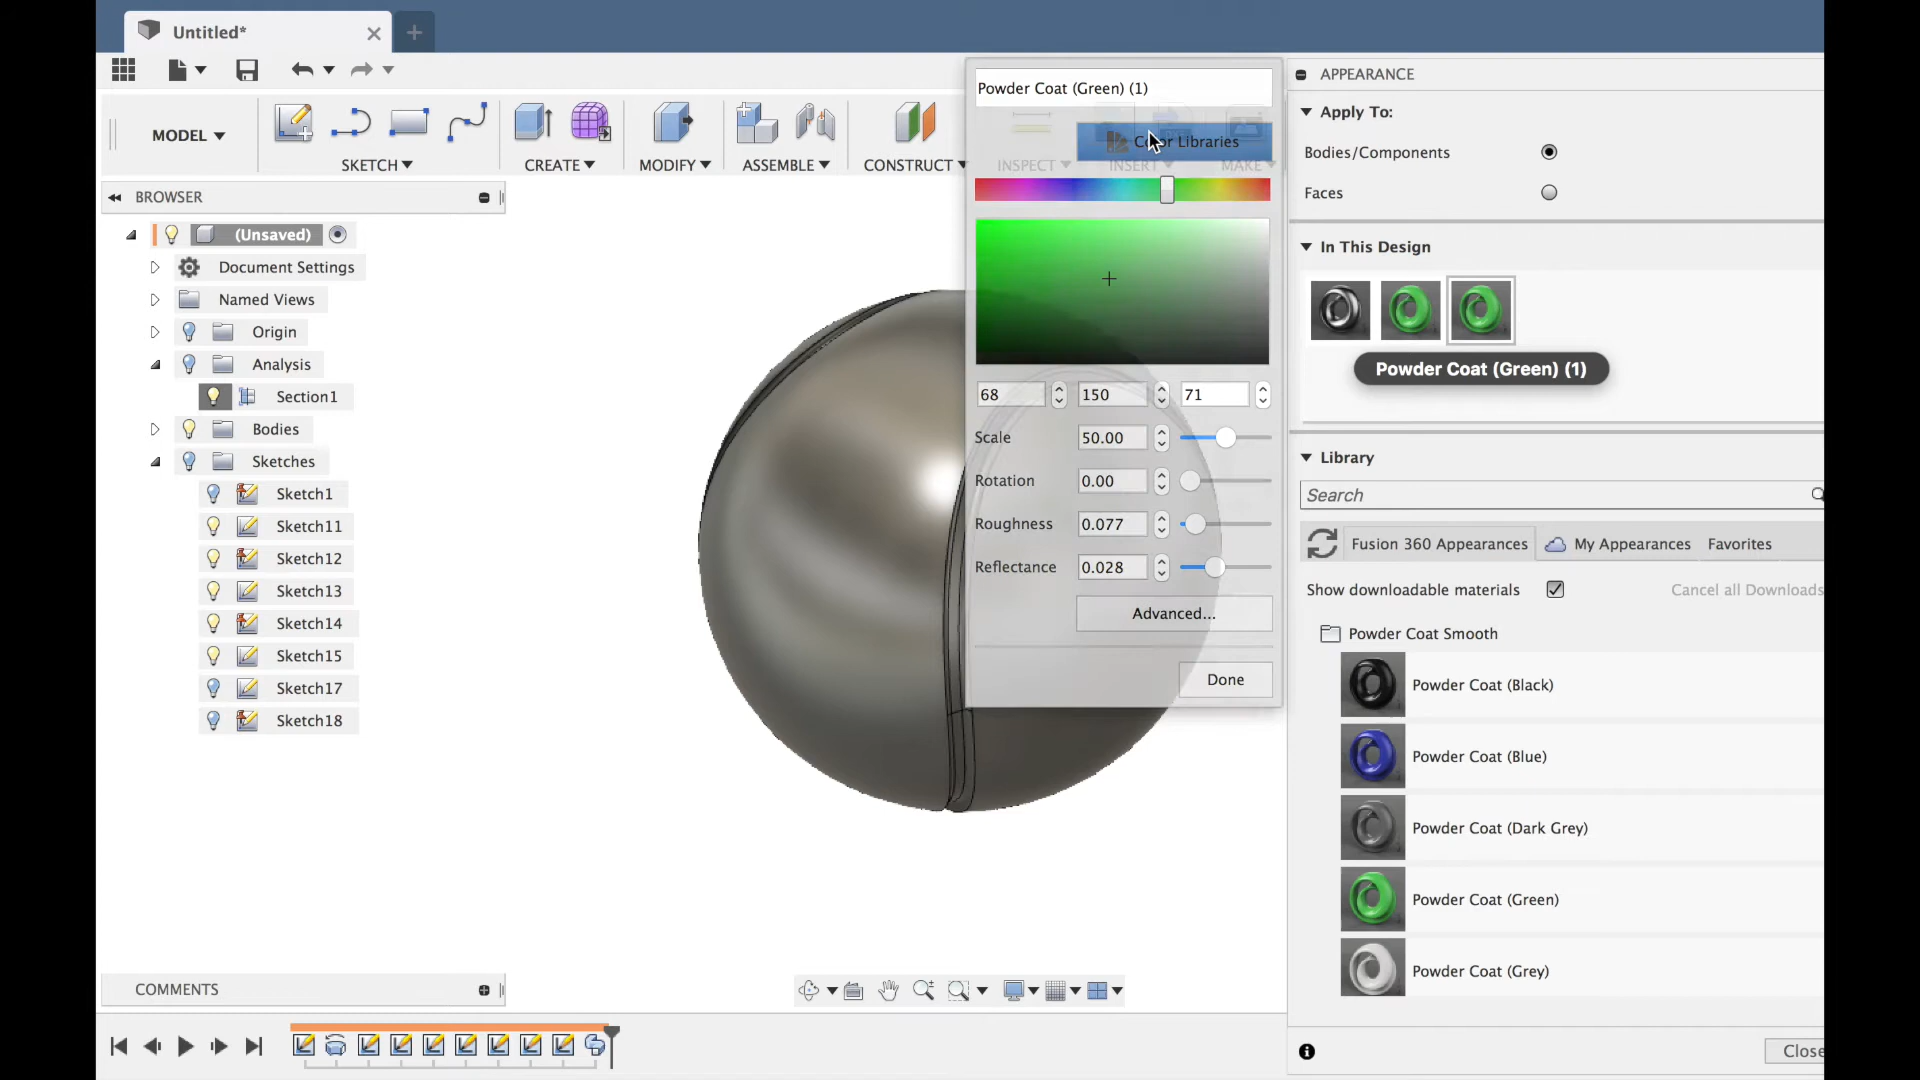 Untitled*
MODEL
SKETCH
CREATE
MODIFY
ASSEMBLE
CONSTRUCT
INSPECT
INSERT
MAKE
BROWSER
(Unsaved)
Document Settings
Named Views
Origin
Analysis
Section1
Bodies
Sketches
Sketch1
Sketch11
Sketch12
Sketch13
Sketch14
Sketch15
Sketch17
Sketch18
COMMENTS
Powder Coat (Green) (1)
Color Libraries
68 150 71
Scale 50.00
Rotation 0.00
Roughness 0.077
Reflectance 0.028
Advanced...
Done
APPEARANCE
Apply To:
Bodies/Components
Faces
In This Design
Powder Coat (Green) (1)
Library
Search
Fusion 360 Appearances My Appearances Favorites
Show downloadable materials Cancel all Downloads
Powder Coat Smooth
Powder Coat (Black)
Powder Coat (Blue)
Powder Coat (Dark Grey)
Powder Coat (Green)
Powder Coat (Grey)
Close